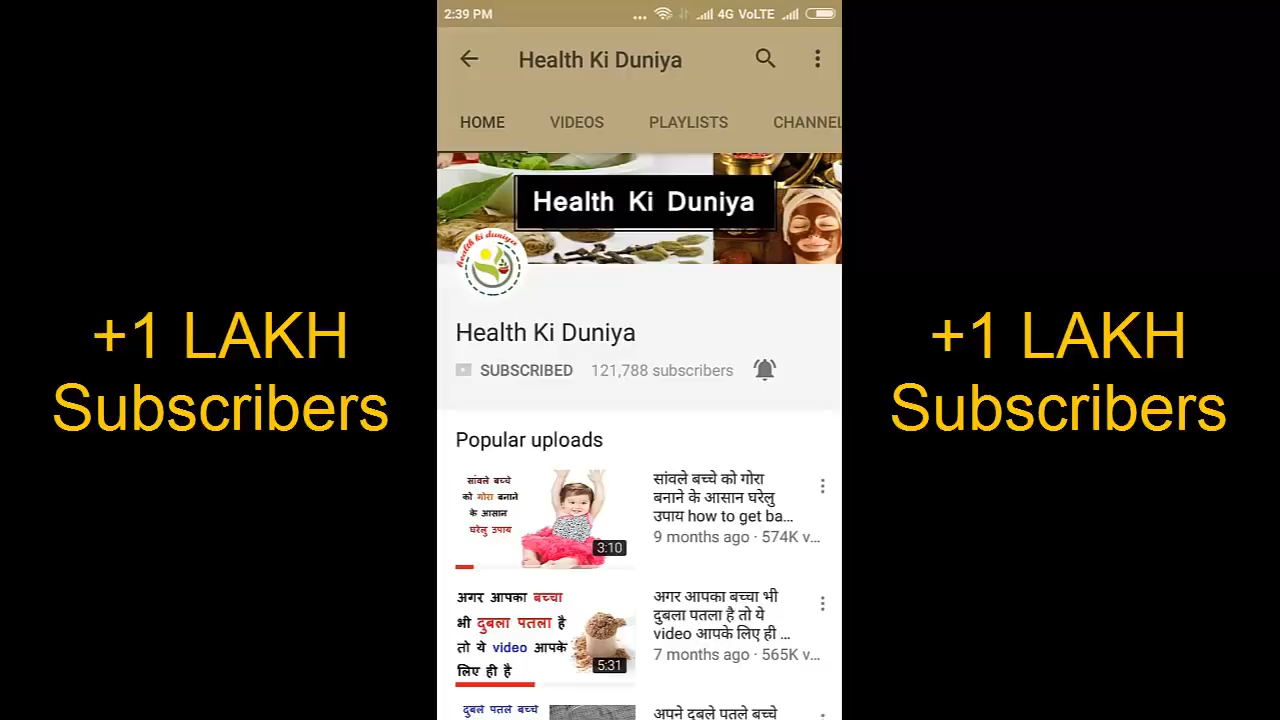 2:39 PM
4G VoLTE
Health Ki Duniya
HOME VIDEOS PLAYLISTS CHANNEL
Health Ki Duniya
health ki duniya
+1 LAKH
Subscribers
Health Ki Duniya
SUBSCRIBED 121,788 subscribers
+1 LAKH
Subscribers
Popular uploads
सांवले बच्चे
को गोरा बनाने
के आसान
घरेलु उपाय
3:10
सांवले बच्चे को गोरा
बनाने के आसान घरेलु
उपाय how to get ba...
9 months ago · 574K v...
अगर आपका बच्चा
भी दुबला पतला है
तो ये video आपके
लिए ही है
5:31
अगर आपका बच्चा भी
दुबला पतला है तो ये
video आपके लिए ही ...
7 months ago · 565K v...
दुबले पतले बच्चे
अपने दुबले पतले बच्चे